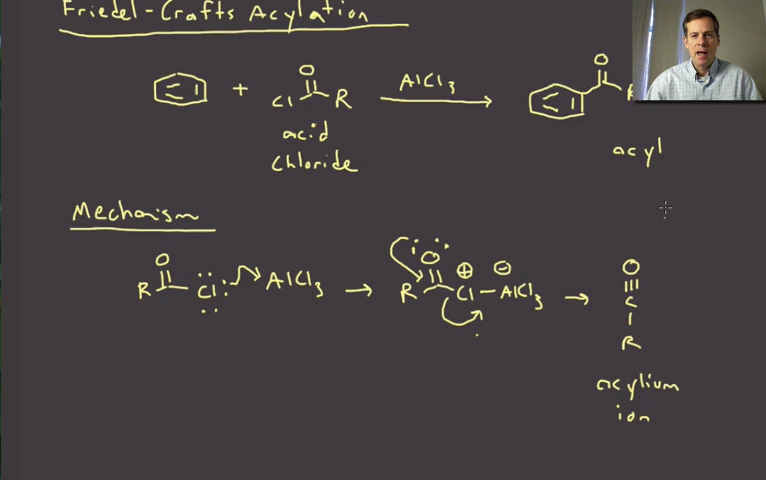 Friedel-Crafts Acylation
O O
+ Cl R AlCl3
acid
chloride
acyl
Mechanism
O
R Cl: AlCl3
O
R Cl - AlCl3
⊕ ⊖
O
C
R
acylium
ion